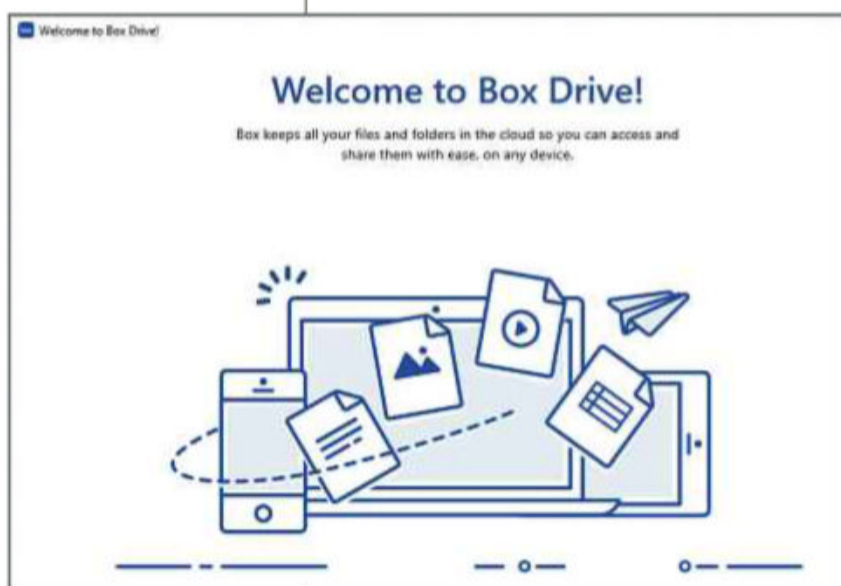 Welcome to Box Drive!
Welcome to Box Drive!
Box keeps all your files and folders in the cloud so you can access and
share them with ease, on any device.